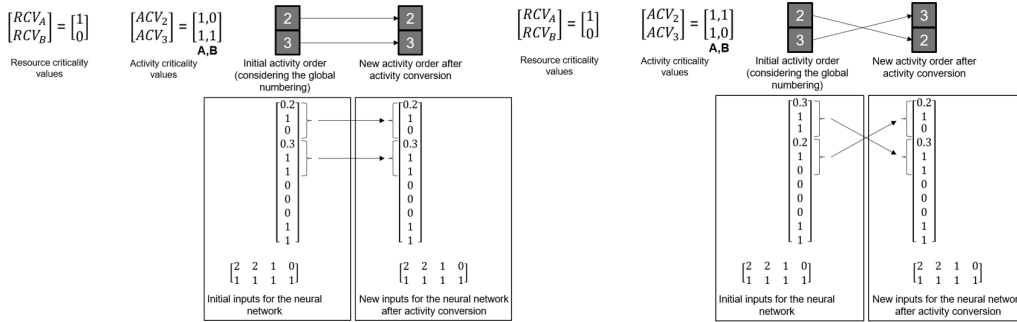 [RCV_A
RCV_B] = [1
0]
Resource criticality
values
[ACV_2
ACV_3] = [1,0
1,1]
A,B
Activity criticality
values
2
3
Initial activity order
(considering the global
numbering)
2
3
New activity order after
activity conversion
0.2
1
0
0.3
1
1
0
0
0
1
1
[2 2 1 0
1 1 1 1]
Initial inputs for the neural
network
0.2
1
0
0.3
1
1
0
0
0
1
1
[2 2 1 0
1 1 1 1]
New inputs for the neural network
after activity conversion
[RCV_A
RCV_B] = [1
0]
Resource criticality
values
[ACV_2
ACV_3] = [1,1
1,0]
A,B
Activity criticality
values
2
3
Initial activity order
(considering the global
numbering)
3
2
New activity order after
activity conversion
0.3
1
1
0.2
1
0
0
0
0
1
1
[2 2 1 0
1 1 1 1]
Initial inputs for the neural
network
0.2
1
0
0.3
1
1
0
0
0
1
1
[2 2 1 0
1 1 1 1]
New inputs for the neural network
after activity conversion